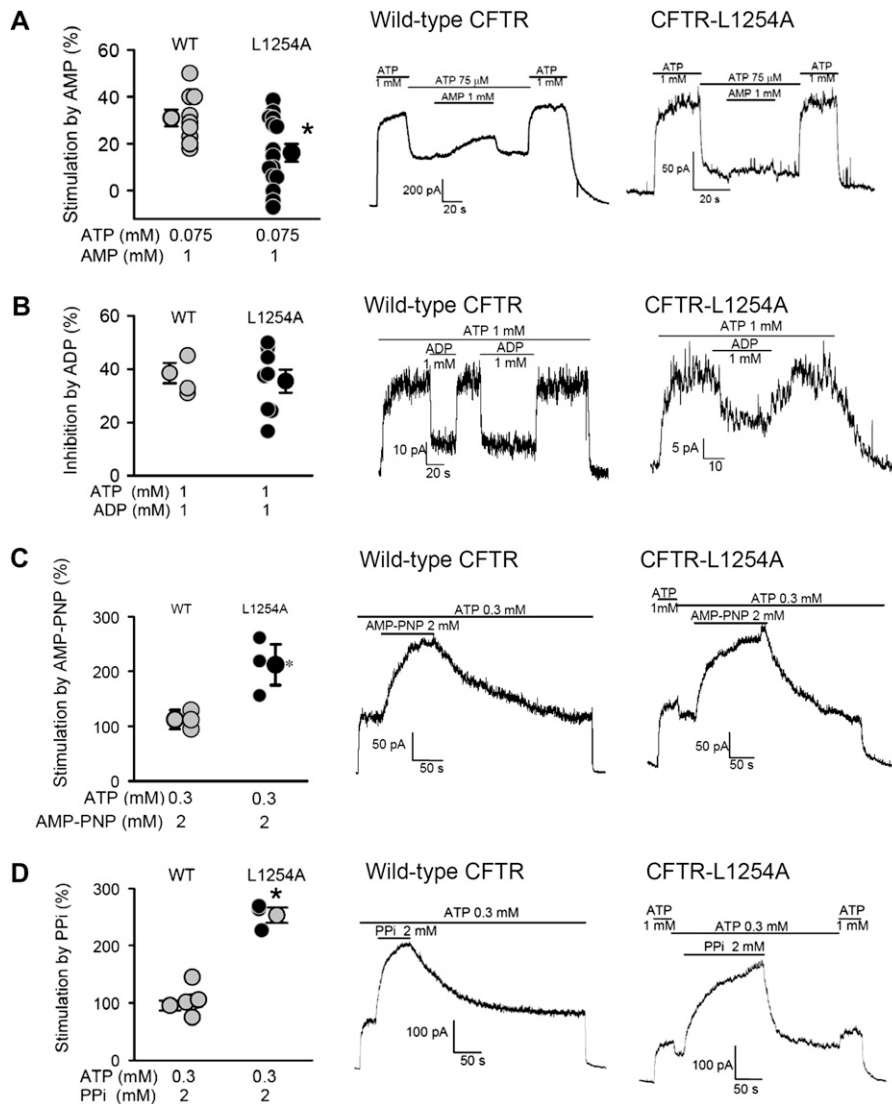 A
WT L1254A
Stimulation by AMP (%)
60
40
20
0
*
ATP (mM) 0.075 0.075
AMP (mM) 1 1
Wild-type CFTR
ATP
1 mM
ATP 75 µM
AMP 1 mM
ATP
1 mM
200 pA
20 s
CFTR-L1254A
ATP
1 mM
ATP 75 µM
AMP 1 mM
ATP
1 mM
50 pA
20 s
B
WT L1254A
Inhibition by ADP (%)
60
40
20
0
ATP (mM) 1 1
ADP (mM) 1 1
Wild-type CFTR
ATP 1 mM
ADP
1 mM
ADP
1 mM
10 pA
20 s
CFTR-L1254A
ATP 1 mM
ADP
1 mM
5 pA
10
C
WT L1254A
Stimulation by AMP-PNP (%)
300
200
100
0
*
ATP (mM) 0.3 0.3
AMP-PNP (mM) 2 2
Wild-type CFTR
ATP 0.3 mM
AMP-PNP 2 mM
50 pA
50 s
CFTR-L1254A
ATP
1mM
ATP 0.3 mM
AMP-PNP 2 mM
50 pA
50 s
D
WT L1254A
Stimulation by PPi (%)
300
200
100
0
*
ATP (mM) 0.3 0.3
PPi (mM) 2 2
Wild-type CFTR
ATP 0.3 mM
PPi 2 mM
100 pA
50 s
CFTR-L1254A
ATP
1 mM
ATP 0.3 mM
PPi 2 mM
ATP
1 mM
100 pA
50 s